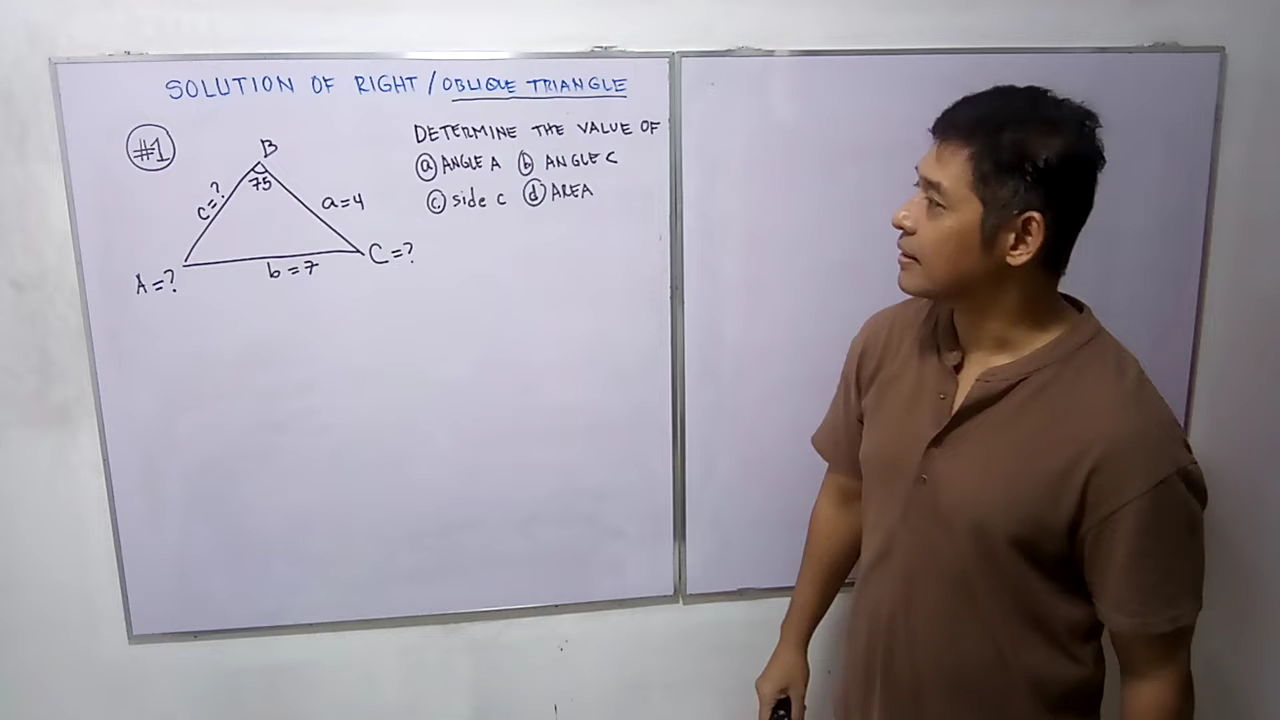 SOLUTION OF RIGHT / OBLIQUE TRIANGLE
#1
B
75
c=?
a=4
A=?
b=7
C=?
DETERMINE THE VALUE OF
ⓐ ANGLE A ⓑ ANGLE C
ⓒ side c ⓓ AREA